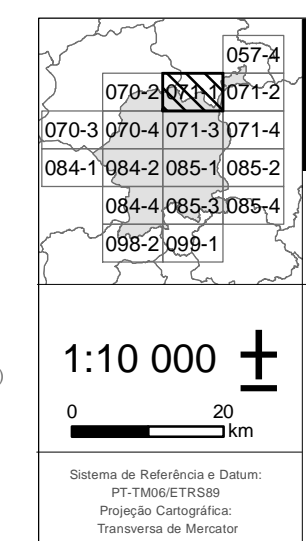 057-4
070-2 071-1 071-2
070-3 070-4 071-3 071-4
084-1 084-2 085-1 085-2
084-4 085-3 085-4
098-2 099-1
1:10 000
)
0 20
km
Sistema de Referência e Datum:
PT-TM06/ETRS89
Projeção Cartográfica:
Transversa de Mercator